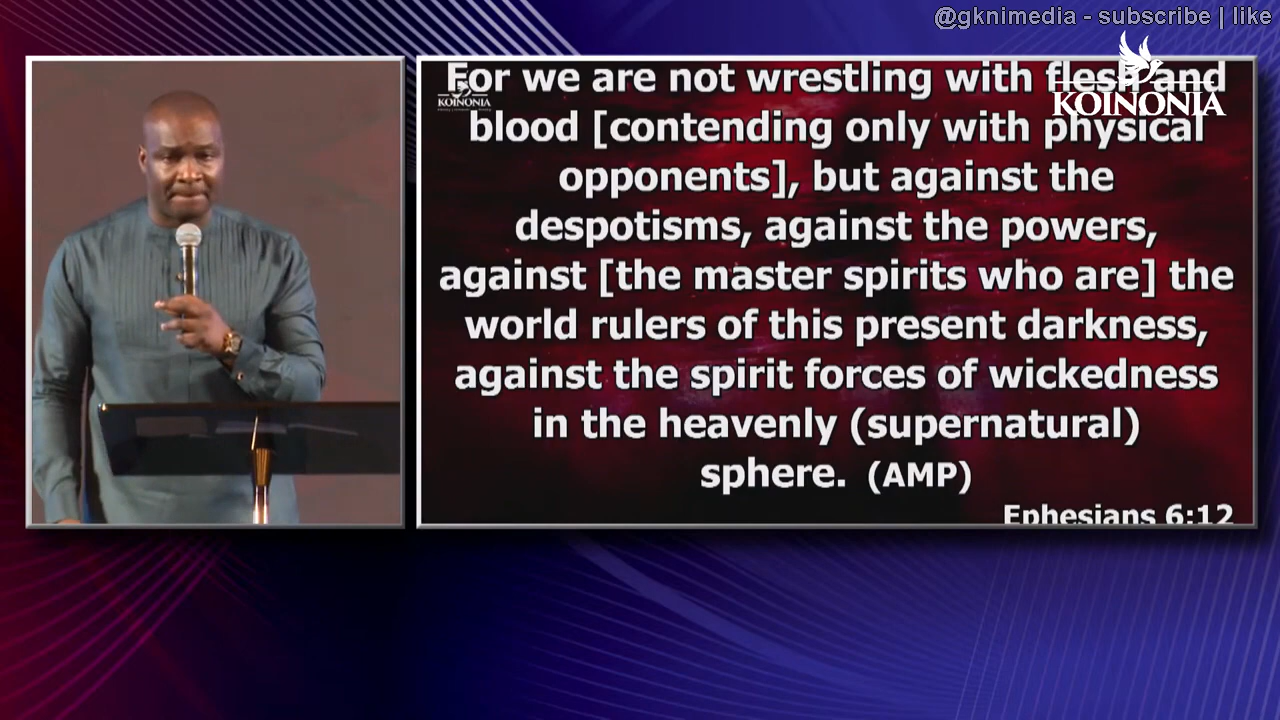 @gknimedia - subscribe | like
KOINONIA
KOINONIA
For we are not wrestling with flesh and
blood [contending only with physical
opponents], but against the
despotisms, against the powers,
against [the master spirits who are] the
world rulers of this present darkness,
against the spirit forces of wickedness
in the heavenly (supernatural)
sphere. (AMP)
Ephesians 6:12